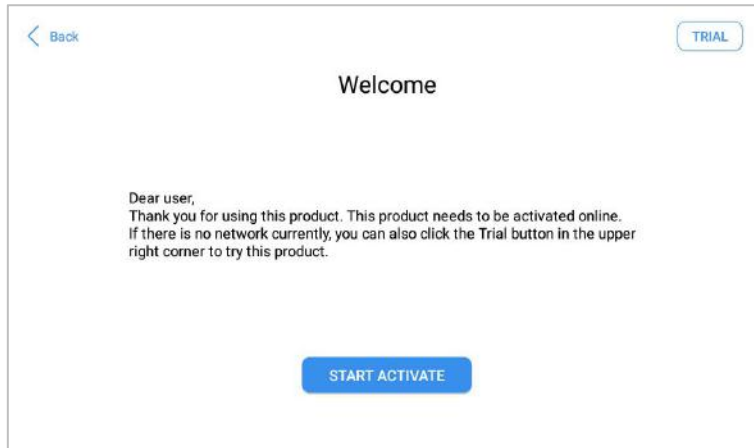 Back
TRIAL
Welcome
Dear user,
Thank you for using this product. This product needs to be activated online.
If there is no network currently, you can also click the Trial button in the upper
right corner to try this product.
START ACTIVATE